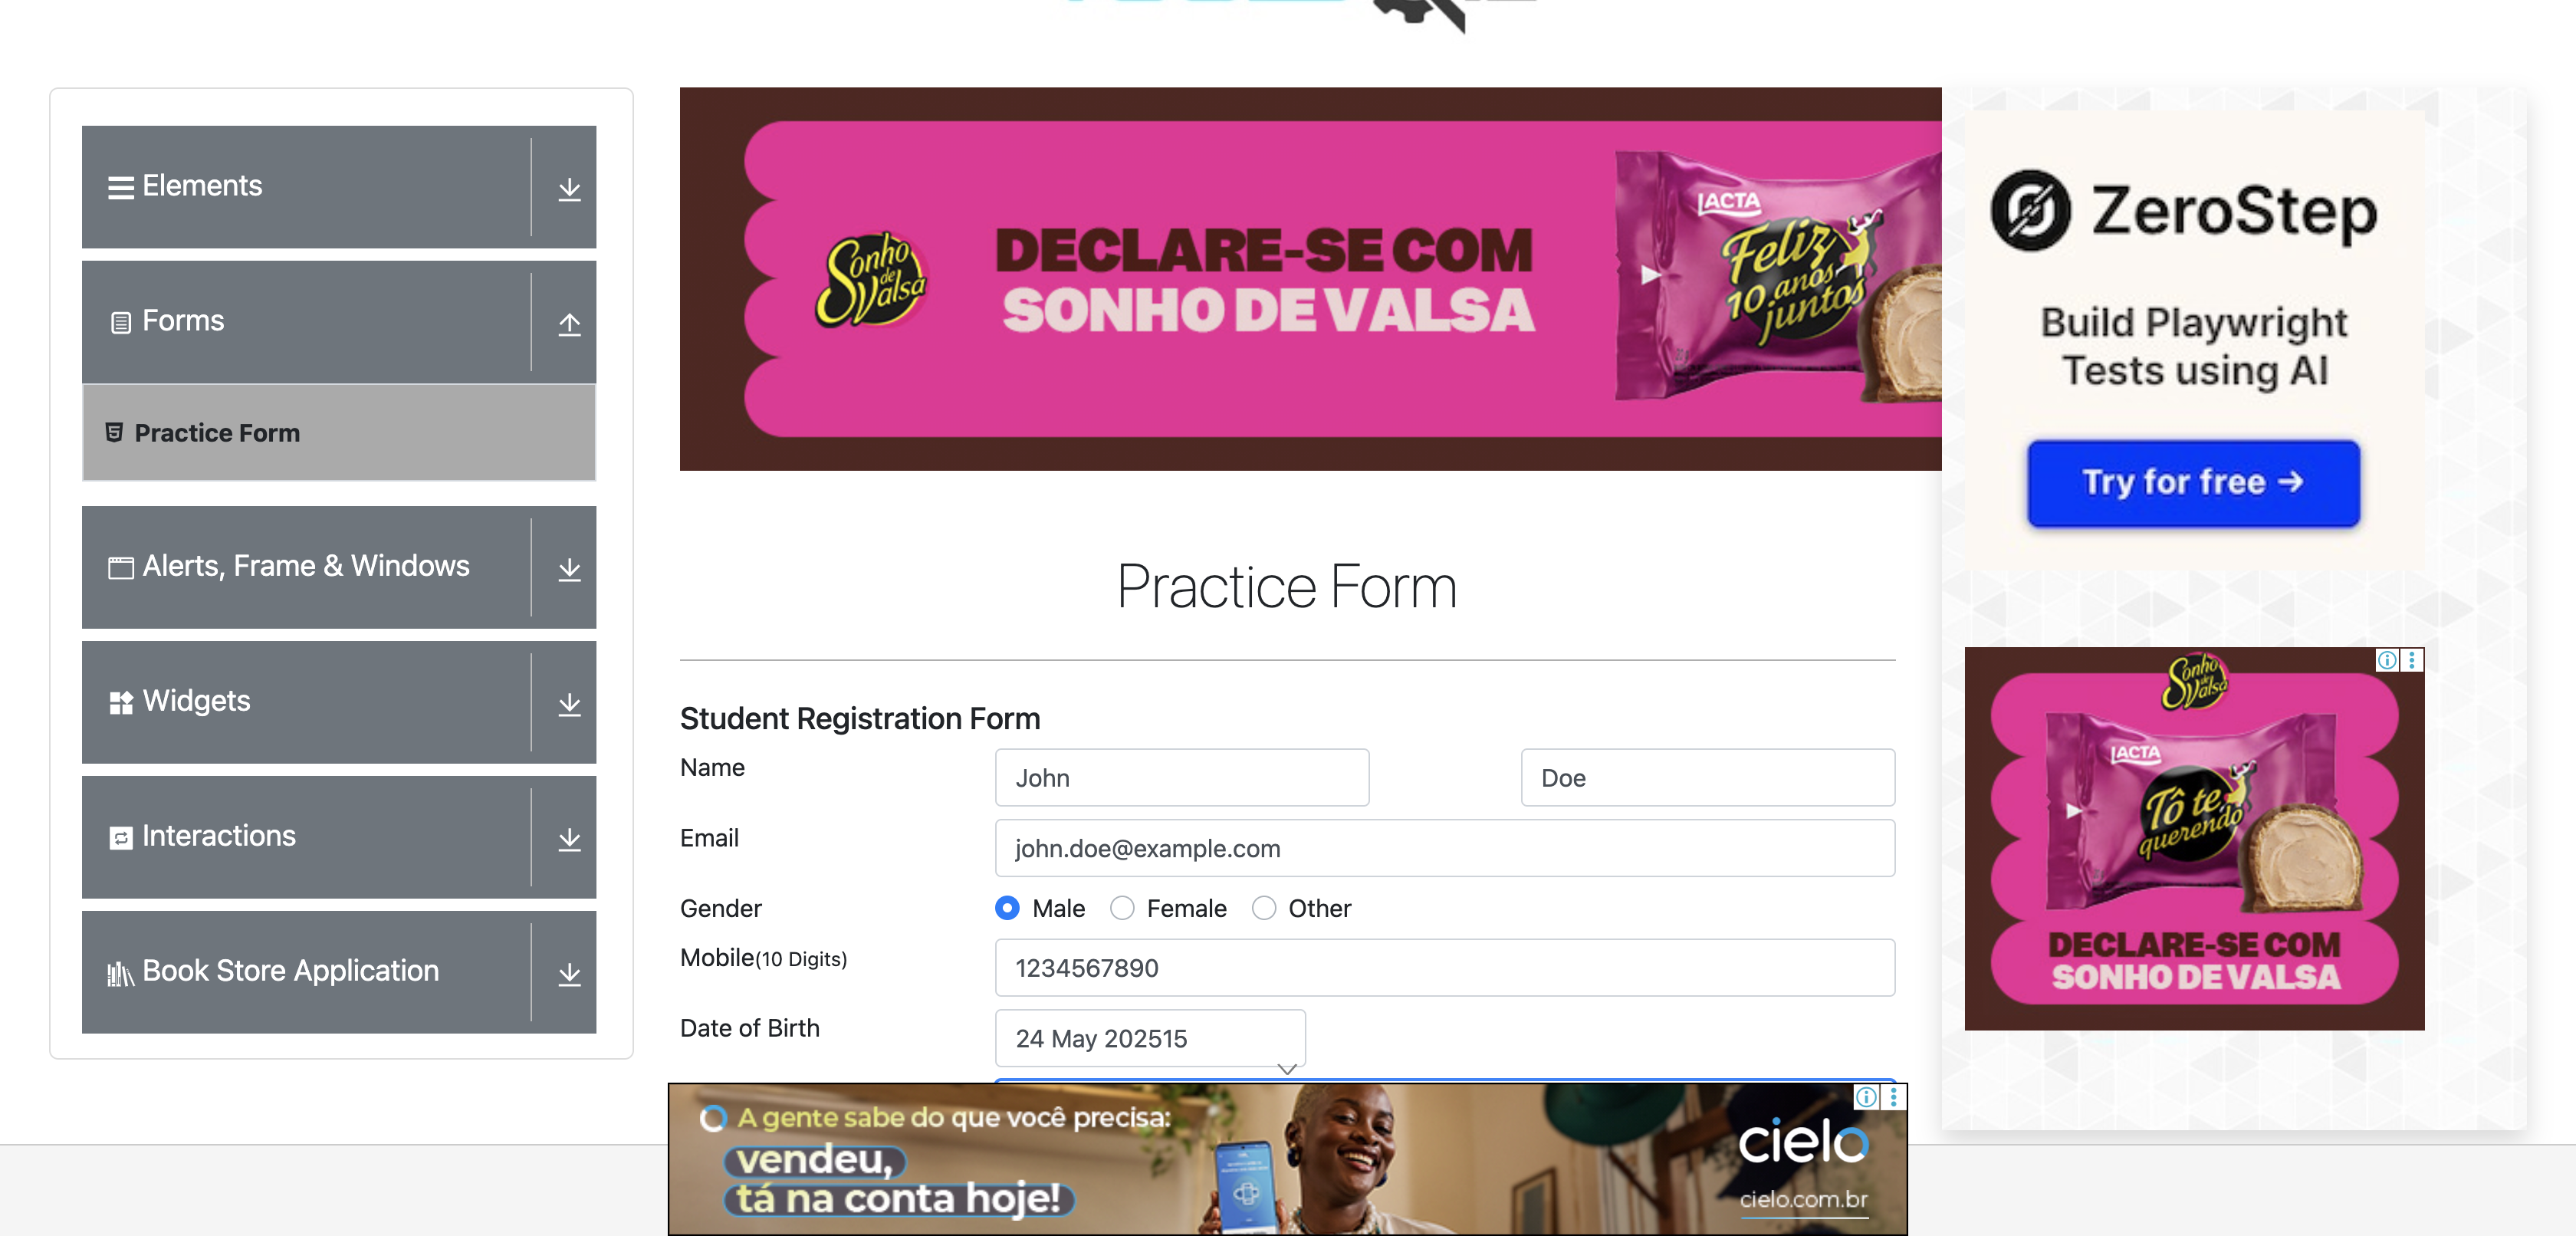 Elements
Forms
Practice Form
Alerts, Frame & Windows
Widgets
Interactions
Book Store Application
Sonho
de
Valsa
DECLARE-SE COM
SONHO DE VALSA
LACTA
Feliz
10 anos
juntos
Practice Form
Student Registration Form
Name
John
Doe
Email
john.doe@example.com
Gender
Male
Female
Other
Mobile(10 Digits)
1234567890
Date of Birth
24 May 202515
A gente sabe do que você precisa:
vendeu,
tá na conta hoje!
cielo
cielo.com.br
ZeroStep
Build Playwright
Tests using AI
Try for free →
Sonho
de
Valsa
LACTA
Tô te
querendo
DECLARE-SE COM
SONHO DE VALSA